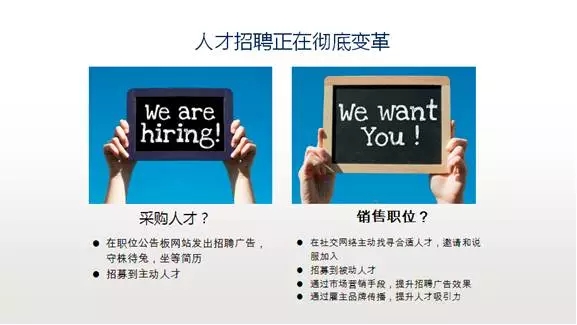 人才招聘正在彻底变革
We are
hiring!
We want
You !
采购人才？
● 在职位公告板网站发出招聘广告，
守株待兔，坐等简历
● 招募到主动人才
销售职位？
● 在社交网络主动找寻合适人才，邀请和说
服加入
● 招募到被动人才
● 通过市场营销手段，提升招聘广告效果
● 通过雇主品牌传播，提升人才吸引力